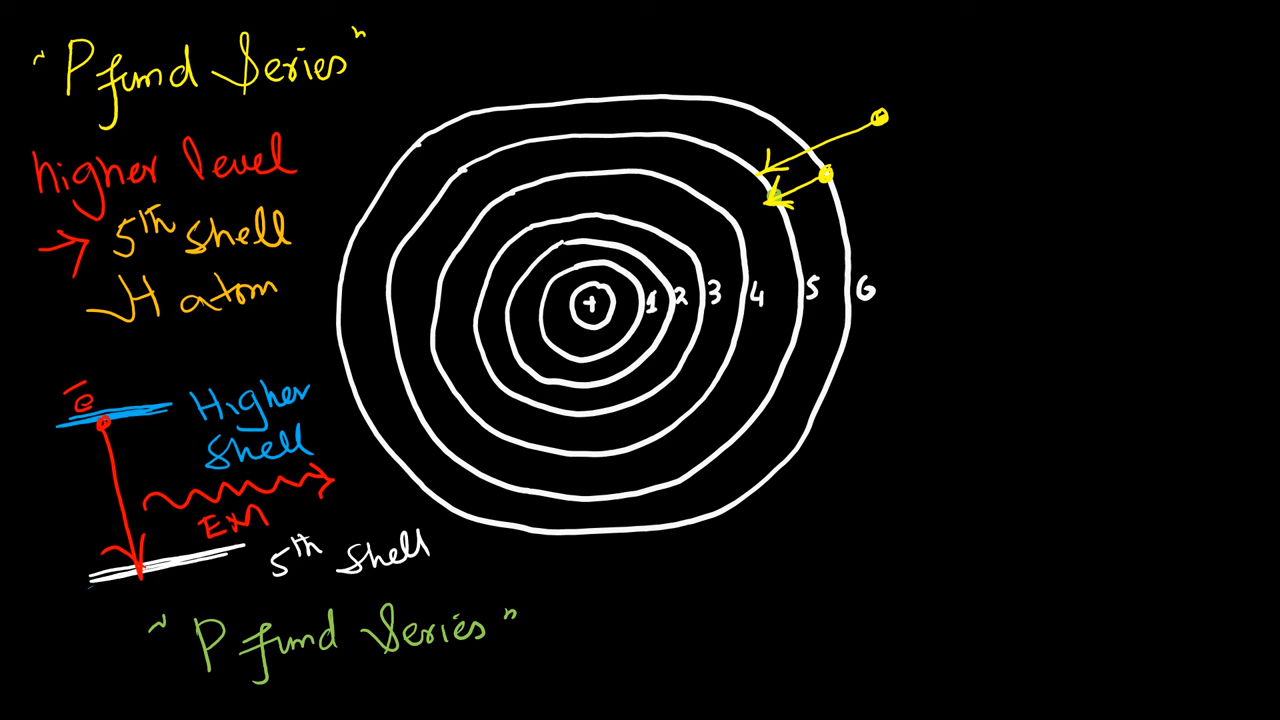 "Pfund Series"
higher level
→ 5th shell
H atom
+ 1 2 3 4 5 6
e̅
Higher
shell
EM
5th shell
"Pfund Series"